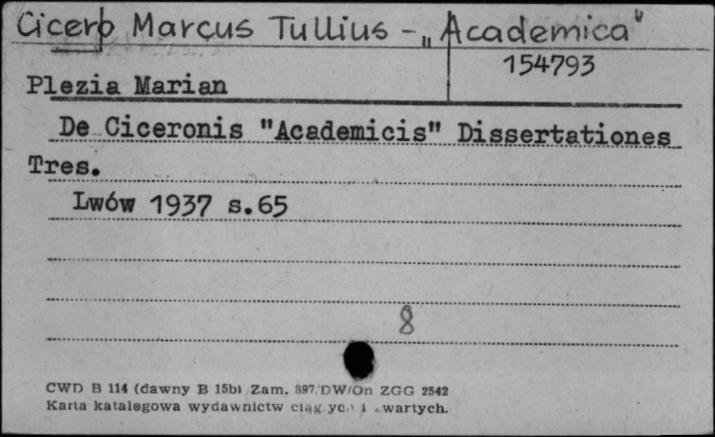 Cicero Marcus Tullius - „Academica"
154793
Plezia Marian
De Ciceronis "Academicis" Dissertationes
Tres.
Lwów 1937 s.65
8
CWD B 114 (dawny B 15b) Zam. 897/DW/On ZGG 2542
Karta katalogowa wydawnictw i zwartych.